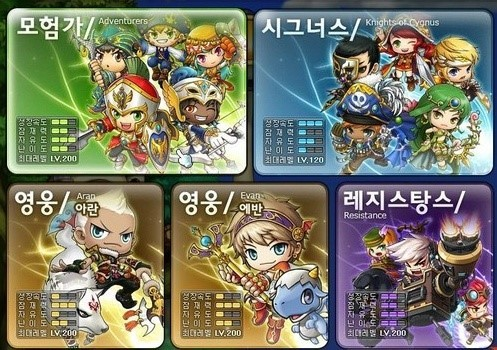 모험가/ Adventurers
성장속도
잠 재 력
자 유 도
난 이 도
최대레벨 LV.200
시그너스/ Knights of Cygnus
성장속도
잠 재 력
자 유 도
난 이 도
최대레벨 LV.120
영웅/ Aran
아란
성장속도
잠 재 력
자 유 도
난 이 도
최대레벨 LV.200
영웅/ Evan
에반
성장속도
잠 재 력
자 유 도
난 이 도
최대레벨 LV.200
레지스탕스/
Resistance
성장속도
잠 재 력
자 유 도
난 이 도
최대레벨 LV.200